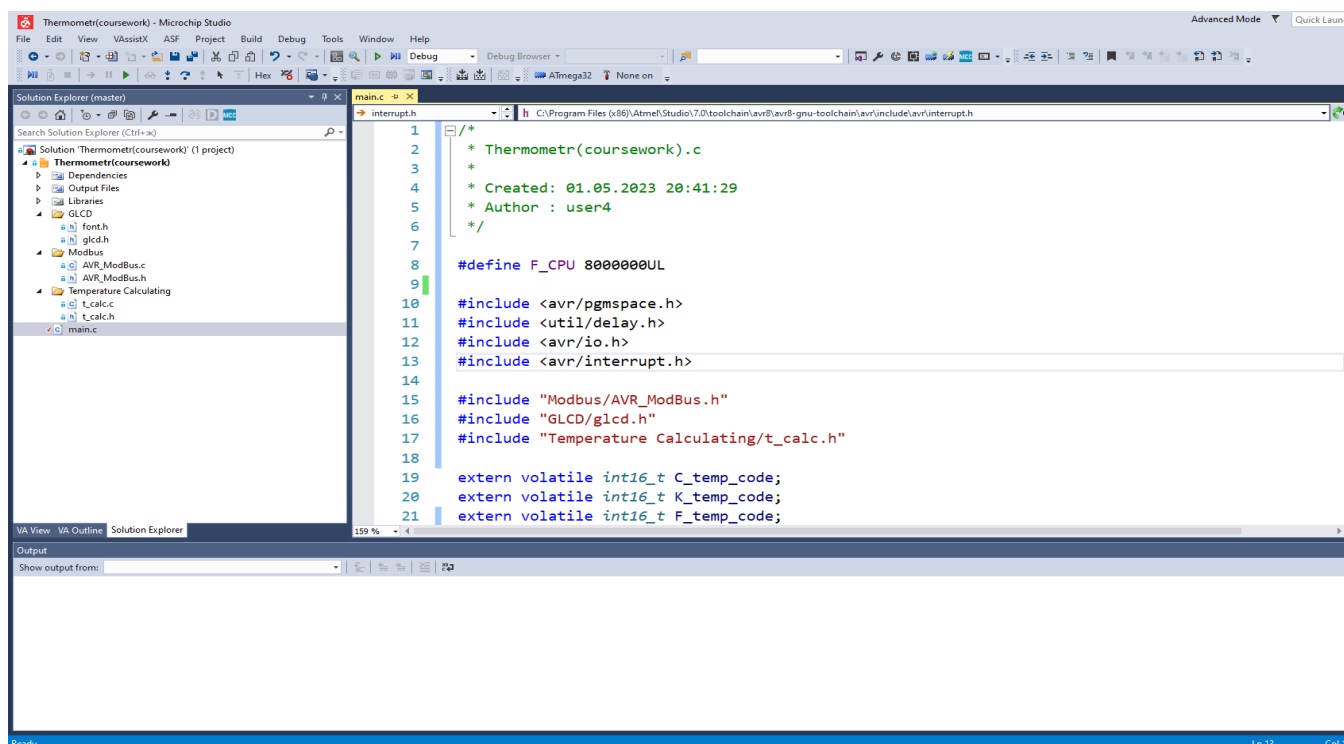 Thermometr(coursework) - Microchip Studio
Advanced Mode
Quick Laun
File Edit View VAssistX ASF Project Build Debug Tools Window Help
Debug
Debug Browser
Hex
ATmega32
None on
Solution Explorer (master)
main.c
Search Solution Explorer (Ctrl+ж)
interrupt.h
h C:\Program Files (x86)\Atmel\Studio\7.0\toolchain\avr8\avr8-gnu-toolchain\avr\include\avr\interrupt.h
Solution 'Thermometr(coursework)' (1 project)
Thermometr(coursework)
Dependencies
Output Files
Libraries
GLCD
font.h
glcd.h
Modbus
AVR_ModBus.c
AVR_ModBus.h
Temperature Calculating
t_calc.c
t_calc.h
main.c
VA View VA Outline Solution Explorer
1 /*
2 * Thermometr(coursework).c
3 *
4 * Created: 01.05.2023 20:41:29
5 * Author : user4
6 */
7
8 #define F_CPU 8000000UL
9
10 #include <avr/pgmspace.h>
11 #include <util/delay.h>
12 #include <avr/io.h>
13 #include <avr/interrupt.h>
14
15 #include "Modbus/AVR_ModBus.h"
16 #include "GLCD/glcd.h"
17 #include "Temperature Calculating/t_calc.h"
18
19 extern volatile int16_t C_temp_code;
20 extern volatile int16_t K_temp_code;
21 extern volatile int16_t F_temp_code;
159 %
Output
Show output from: